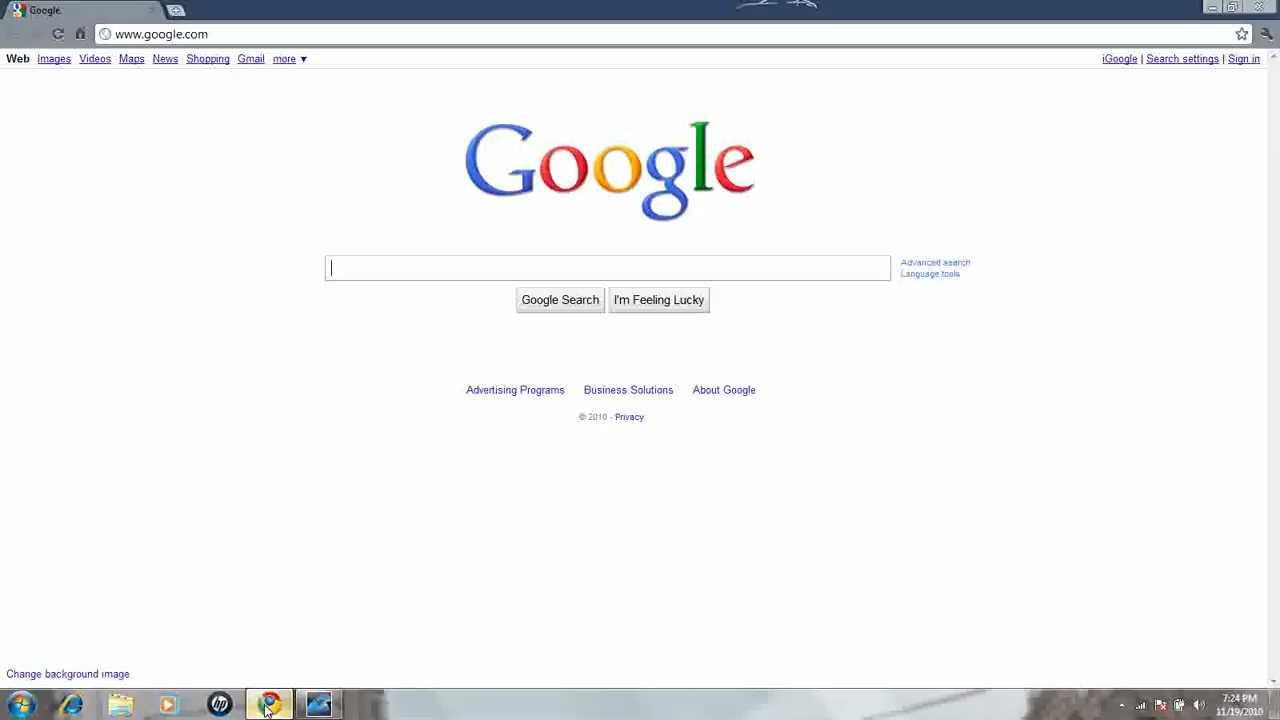 Google
www.google.com
Web Images Videos Maps News Shopping Gmail more ▼
iGoogle | Search settings | Sign in
Google
Advanced search
Language tools
Google Search I'm Feeling Lucky
Advertising Programs Business Solutions About Google
© 2010 - Privacy
Change background image
hp
7:24 PM
11/19/2010